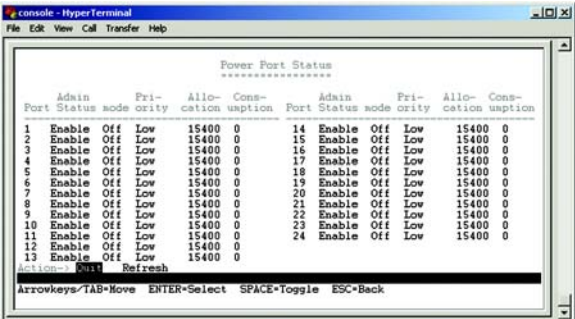 console - HyperTerminal
File Edit View Call Transfer Help
Power Port Status
=================
Admin Pri- Allo- Cons- Admin Pri- Allo- Cons-
Port Status mode ority cation umption Port Status mode ority cation umption
1 Enable Off Low 15400 0 14 Enable Off Low 15400 0
2 Enable Off Low 15400 0 15 Enable Off Low 15400 0
3 Enable Off Low 15400 0 16 Enable Off Low 15400 0
4 Enable Off Low 15400 0 17 Enable Off Low 15400 0
5 Enable Off Low 15400 0 18 Enable Off Low 15400 0
6 Enable Off Low 15400 0 19 Enable Off Low 15400 0
7 Enable Off Low 15400 0 20 Enable Off Low 15400 0
8 Enable Off Low 15400 0 21 Enable Off Low 15400 0
9 Enable Off Low 15400 0 22 Enable Off Low 15400 0
10 Enable Off Low 15400 0 23 Enable Off Low 15400 0
11 Enable Off Low 15400 0 24 Enable Off Low 15400 0
12 Enable Off Low 15400 0
13 Enable Off Low 15400 0
Action-> Quit Refresh
Arrowkeys/TAB=Move ENTER=Select SPACE=Toggle ESC=Back